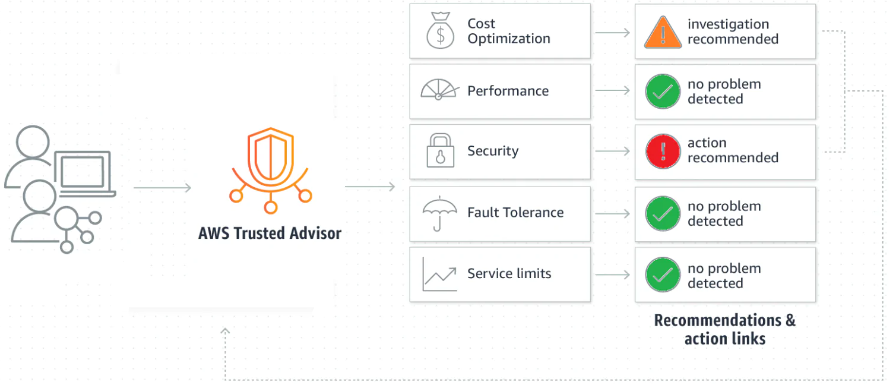 Cost
Optimization
investigation
recommended
Performance
no problem
detected
Security
action
recommended
AWS Trusted Advisor
Fault Tolerance
no problem
detected
Service limits
no problem
detected
Recommendations &
action links